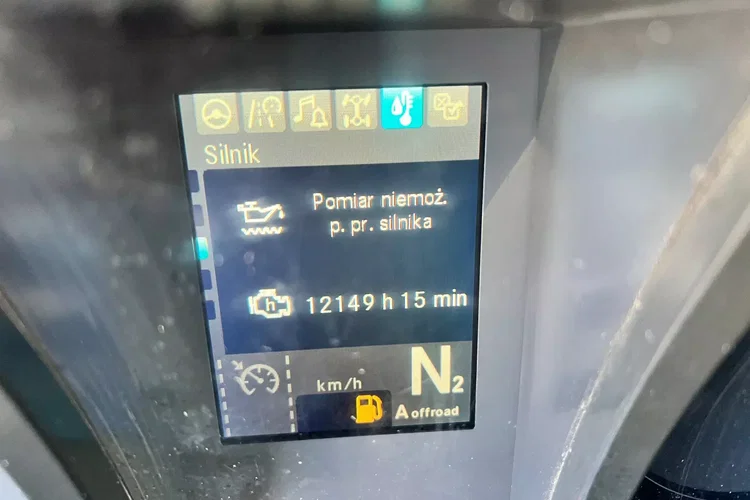 Silnik
Pomiar niemoż.
p. pr. silnika
h
12149 h 15 min
N2
km/h
A offroad